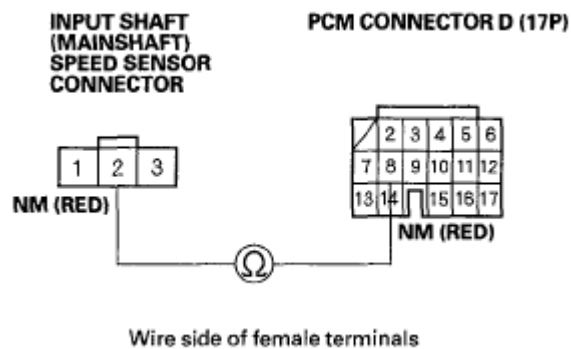 INPUT SHAFT
(MAINSHAFT)
SPEED SENSOR
CONNECTOR
PCM CONNECTOR D (17P)
1 2 3
NM (RED)
2 3 4 5 6
7 8 9 10 11 12
13 14 15 16 17
NM (RED)
Ω
Wire side of female terminals